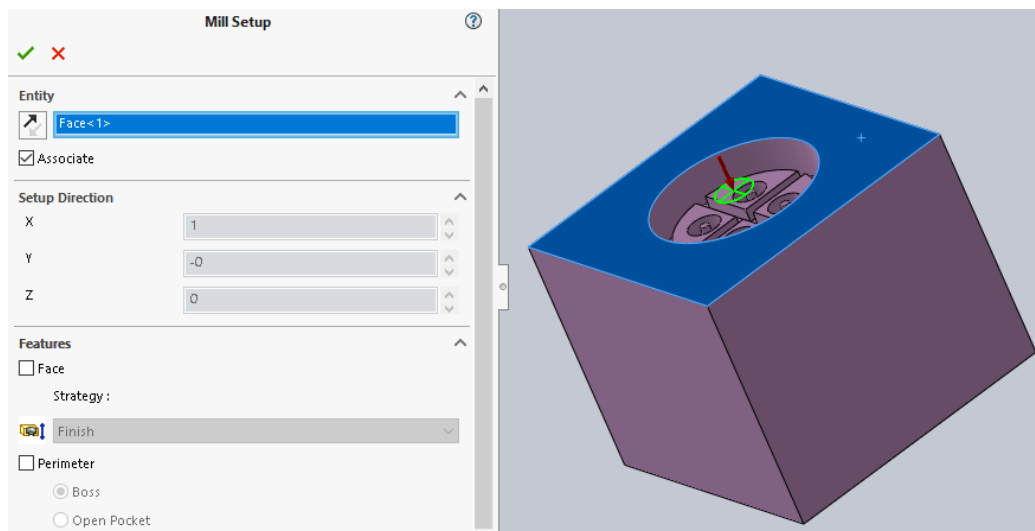 Mill Setup
?
Entity
Face<1>
Associate
Setup Direction
X 1
Y -0
Z 0
Features
Face
Strategy :
Finish
Perimeter
Boss
Open Pocket